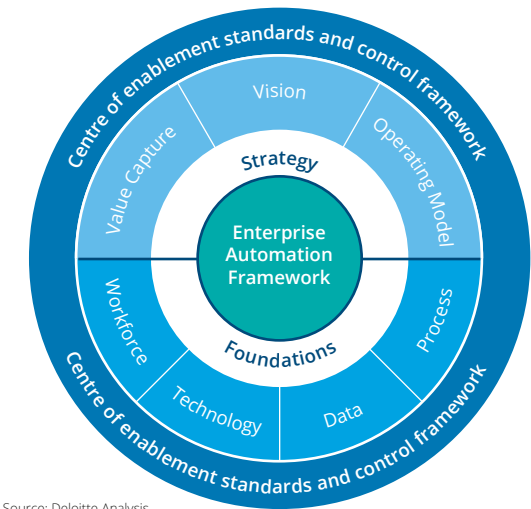 Centre of enablement standards and control framework
Vision
Value Capture
Operating Model
Strategy
Enterprise
Automation
Framework
Foundations
Workforce
Technology
Data
Process
Centre of enablement standards and control framework
Source: Deloitte Analysis